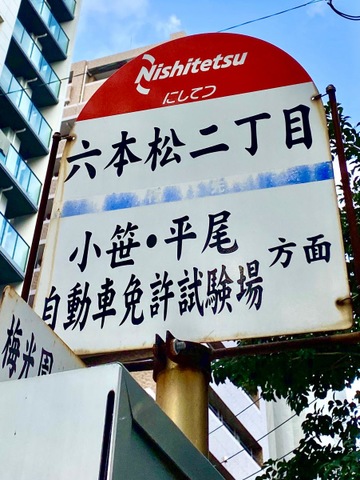 Nishitetsu
にしてつ
六本松二丁目
小笹・平尾
方面
自動車免許試験場
梅光園